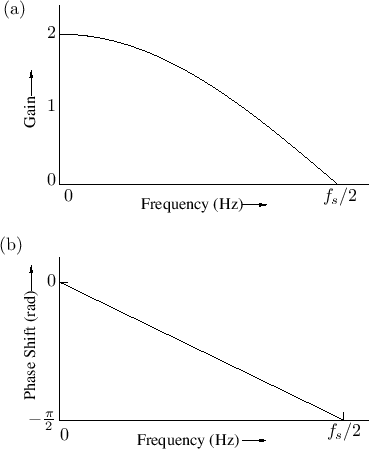 (a)
2
1
0
Gain
0
f_s/2
Frequency (Hz)
(b)
0
Phase Shift (rad)
-π/2
0
f_s/2
Frequency (Hz)